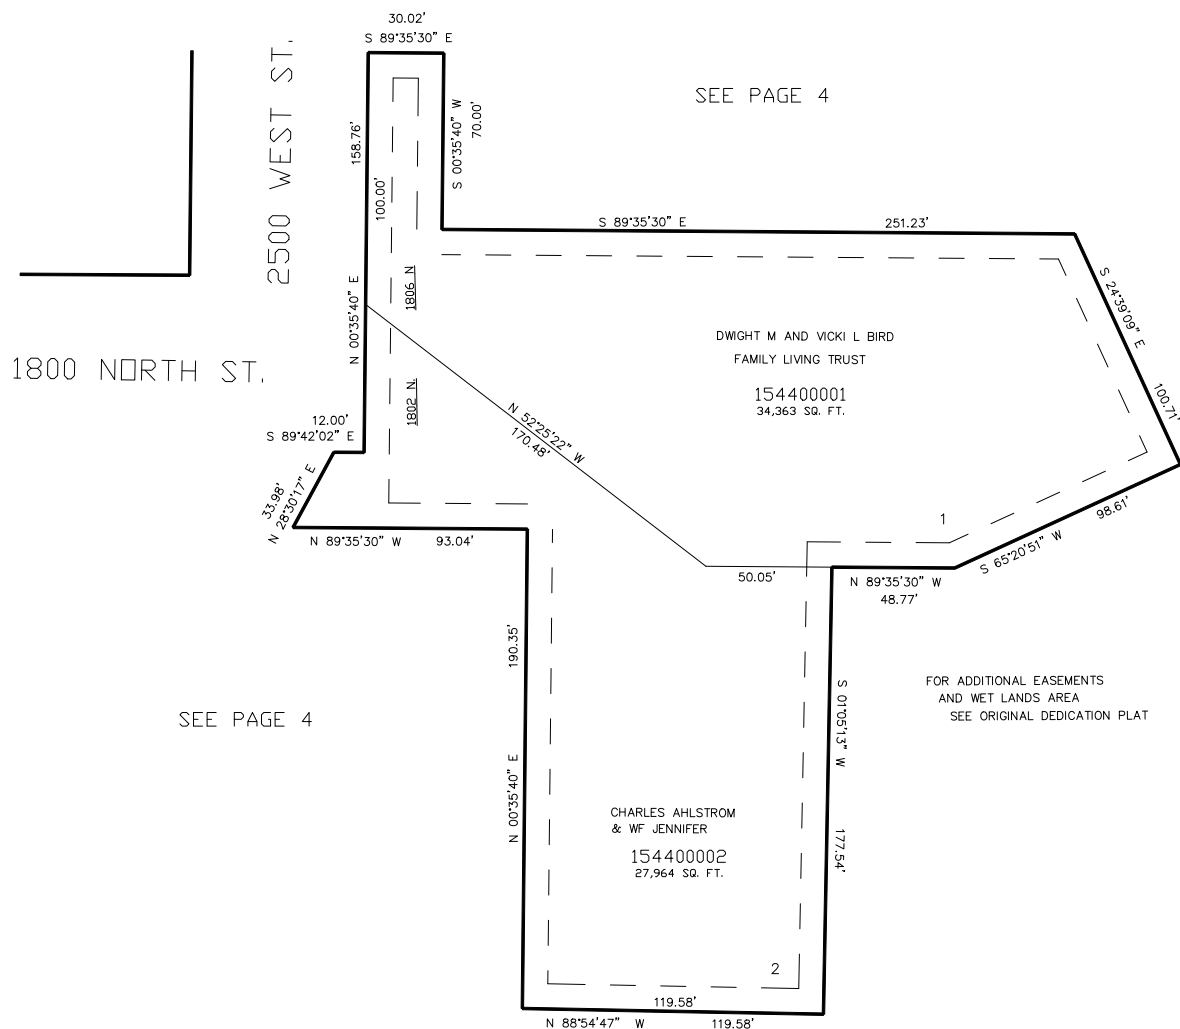 30.02'
S 89°35'30" E
2500 WEST ST.
158.76'
S 00°35'40" W
70.00'
SEE PAGE 4
100.00'
S 89°35'30" E
251.23'
1806 N
N 00°35'40" E
S 24°39'09" E
100.71'
DWIGHT M AND VICKI L BIRD
FAMILY LIVING TRUST
154400001
34,363 SQ. FT.
1800 NORTH ST.
1802 N.
12.00'
S 89°42'02" E
N 52°25'22" W
170.48'
33.98'
N 28°30'17" E
N 89°35'30" W
93.04'
1
98.61'
S 65°20'51" W
50.05'
N 89°35'30" W
48.77'
190.35'
N 00°35'40" E
S 01°05'13" W
177.54'
FOR ADDITIONAL EASEMENTS
AND WET LANDS AREA
SEE ORIGINAL DEDICATION PLAT
SEE PAGE 4
CHARLES AHLSTROM
& WF JENNIFER
154400002
27,964 SQ. FT.
2
119.58'
N 88°54'47" W
119.58'